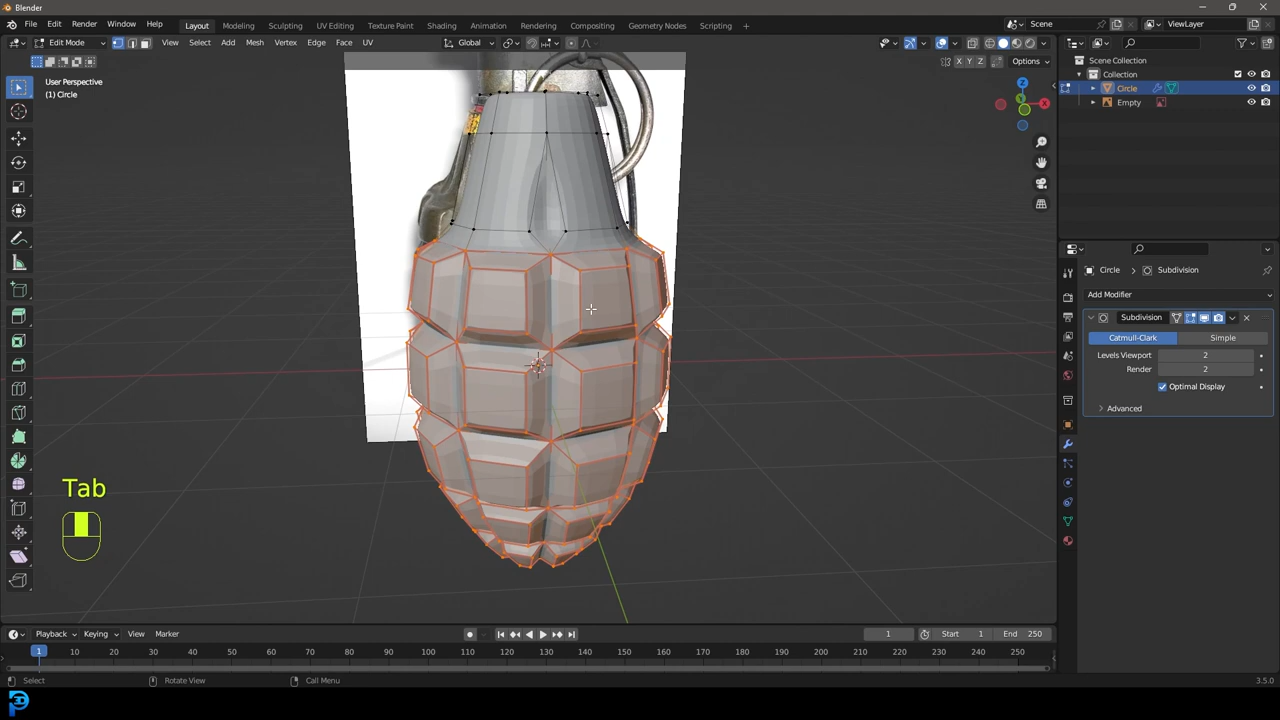 Blender
File Edit Render Window Help Layout Modeling Sculpting UV Editing Texture Paint Shading Animation Rendering Compositing Geometry Nodes Scripting + Scene ViewLayer
Edit Mode View Select Add Mesh Vertex Edge Face UV Global
X Y Z Options
User Perspective
(1) Circle
Z
X
Scene Collection
Collection
Circle
Empty
Circle Subdivision
Add Modifier
Subdivision
Catmull-Clark Simple
Levels Viewport 2
Render 2
Optimal Display
Advanced
Tab
Playback Keying View Marker 1 Start 1 End 250
1 10 20 30 40 50 60 70 80 90 100 110 120 130 140 150 160 170 180 190 200 210 220 230 240 250
Select Rotate View Call Menu 3.5.0